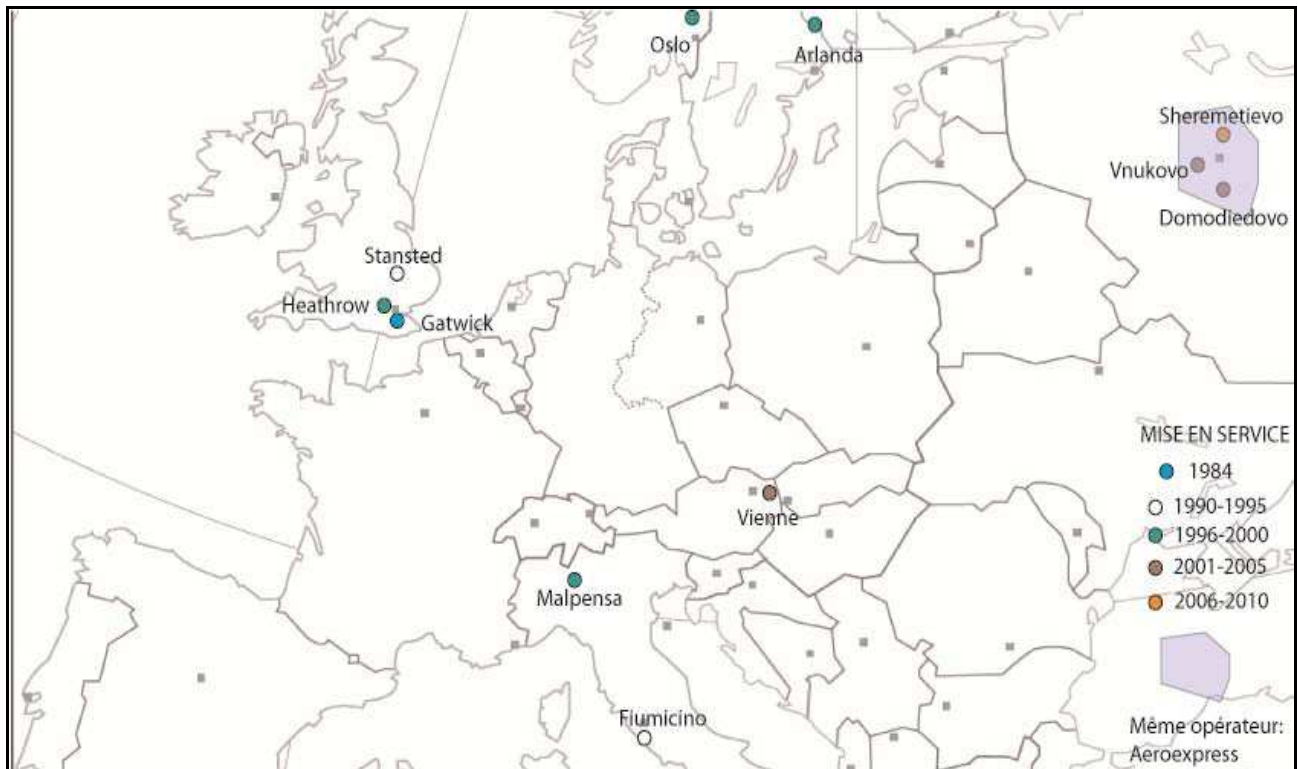 Oslo
Arlanda
Sheremetievo
Vnukovo
Domodiedovo
Stansted
Heathrow
Gatwick
MISE EN SERVICE
1984
1990-1995
1996-2000
2001-2005
2006-2010
Vienne
Malpensa
Fiumicino
Même opérateur:
Aeroexpress